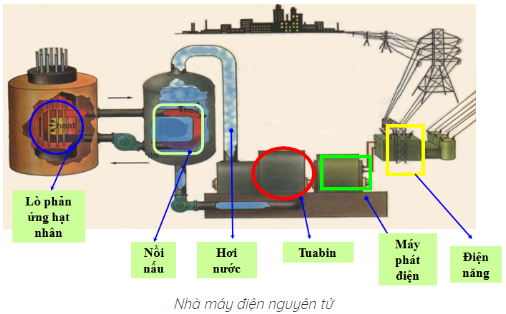 heat
Lò phản
ứng hạt
nhân
Nồi
nấu
Hơi
nước
Tuabin
Máy
phát
điện
Điện
năng
Nhà máy điện nguyên tử